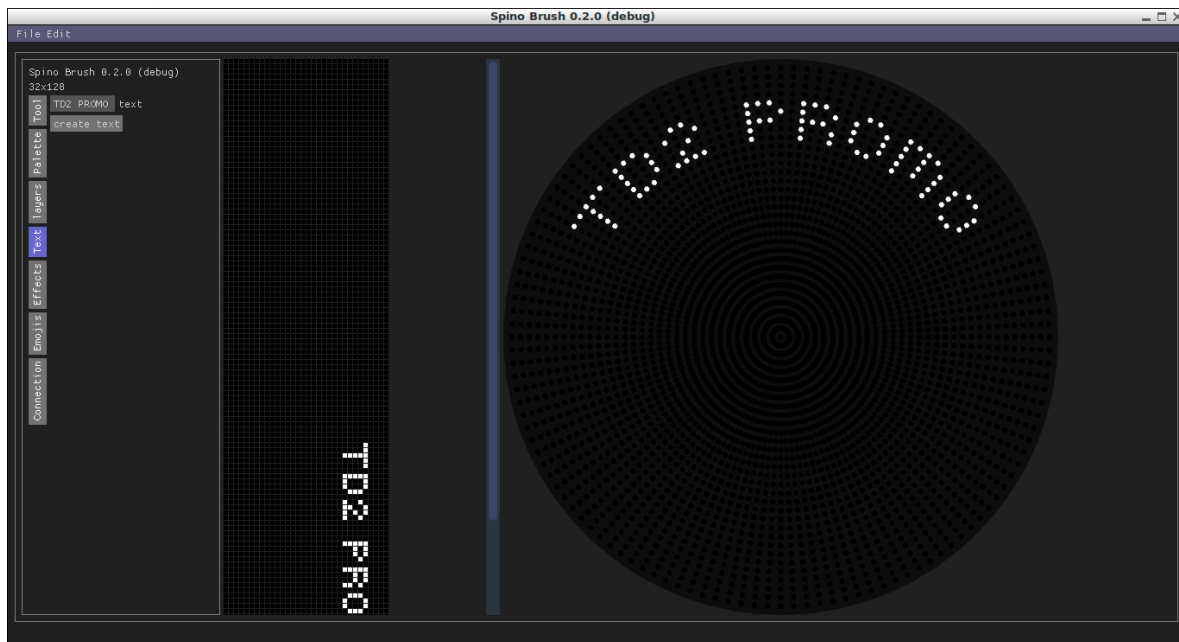 Spino Brush 0.2.0 (debug)
File Edit
Spino Brush 0.2.0 (debug)
32x128
Tool
TD2 PROMO text
create text
Palette
layers
Text
Effects
Emojis
Connection
TD2 PRO
TD2 PROMO